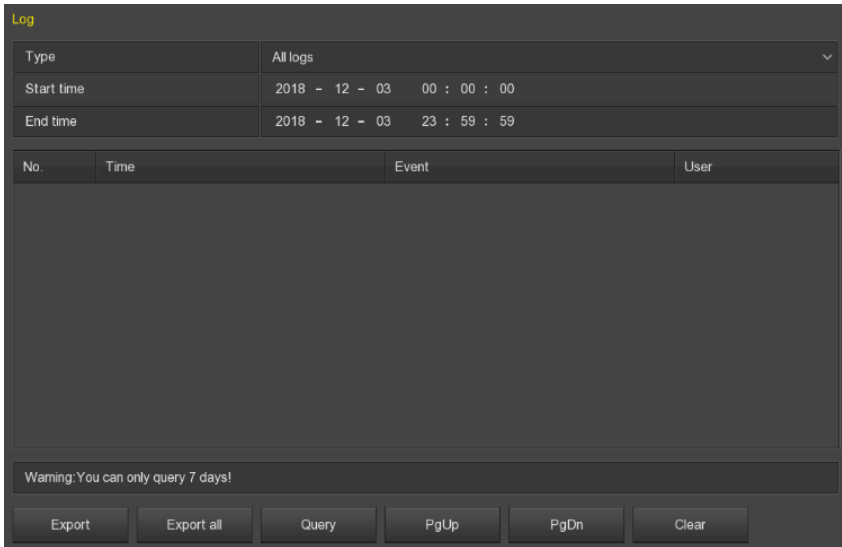 Log
Type All logs
Start time 2018 - 12 - 03 00 : 00 : 00
End time 2018 - 12 - 03 23 : 59 : 59
No. Time Event User
Warning:You can only query 7 days!
Export Export all Query PgUp PgDn Clear